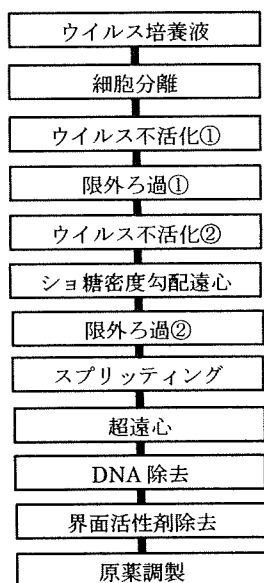 ウイルス培養液
細胞分離
ウイルス不活化①
限外ろ過①
ウイルス不活化②
ショ糖密度勾配遠心
限外ろ過②
スプリッティング
超遠心
DNA 除去
界面活性剤除去
原薬調製